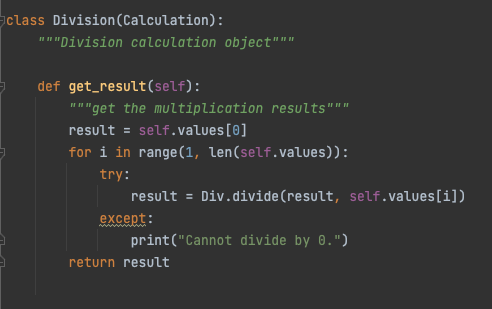 class Division(Calculation):
    """Division calculation object"""

    def get_result(self):
        """get the multiplication results"""
        result = self.values[0]
        for i in range(1, len(self.values)):
            try:
                result = Div.divide(result, self.values[i])
            except:
                print("Cannot divide by 0.")
        return result